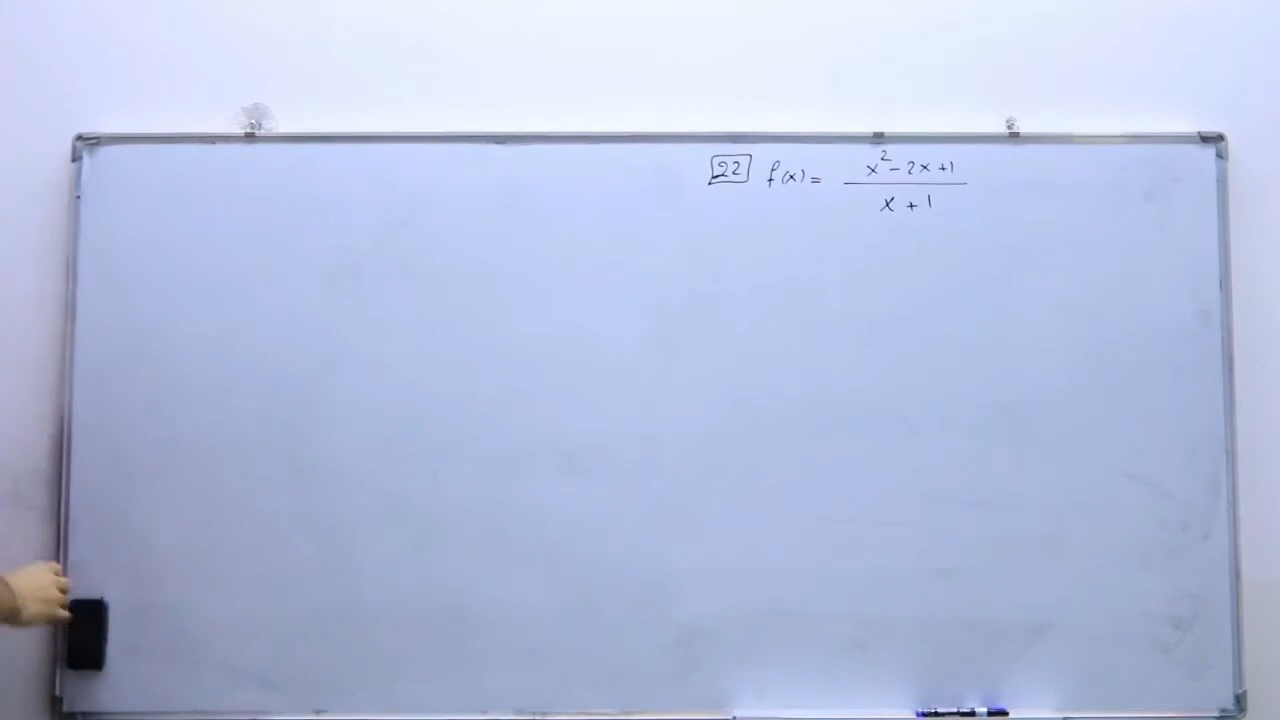 22 f(x) = x² - 2x + 1
x + 1